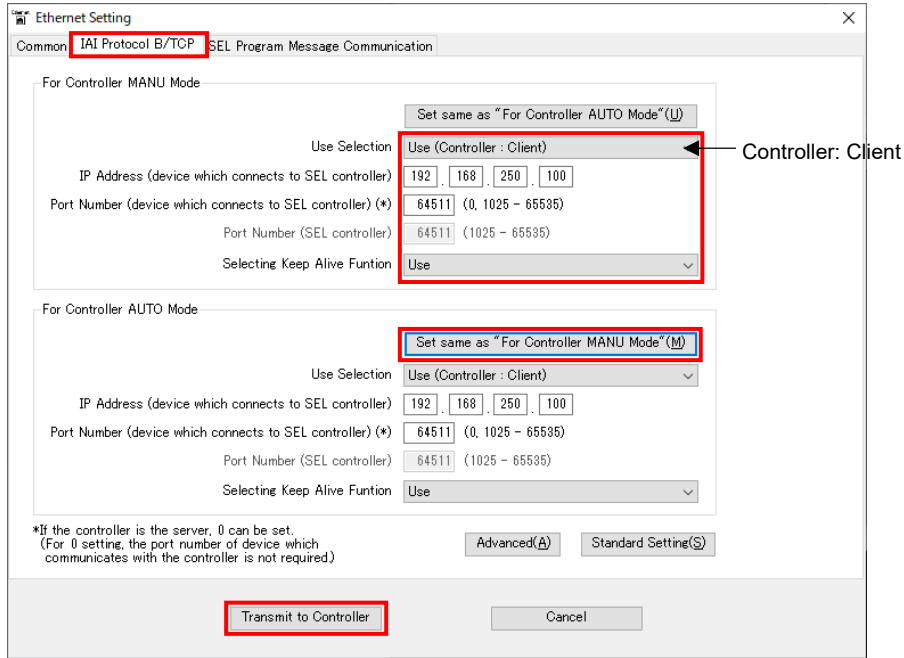 Ethernet Setting
Common IAI Protocol B/TCP SEL Program Message Communication
For Controller MANU Mode
Set same as "For Controller AUTO Mode"(U)
Use Selection Use (Controller : Client)
Controller: Client
IP Address (device which connects to SEL controller) 192 . 168 . 250 . 100
Port Number (device which connects to SEL controller) (*) 64511 (0, 1025 - 65535)
Port Number (SEL controller) 64511 (1025 - 65535)
Selecting Keep Alive Funtion Use
For Controller AUTO Mode
Set same as "For Controller MANU Mode"(M)
Use Selection Use (Controller : Client)
IP Address (device which connects to SEL controller) 192 . 168 . 250 . 100
Port Number (device which connects to SEL controller) (*) 64511 (0, 1025 - 65535)
Port Number (SEL controller) 64511 (1025 - 65535)
Selecting Keep Alive Funtion Use
*If the controller is the server, 0 can be set.
(For 0 setting, the port number of device which
communicates with the controller is not required.)
Advanced(A) Standard Setting(S)
Transmit to Controller Cancel